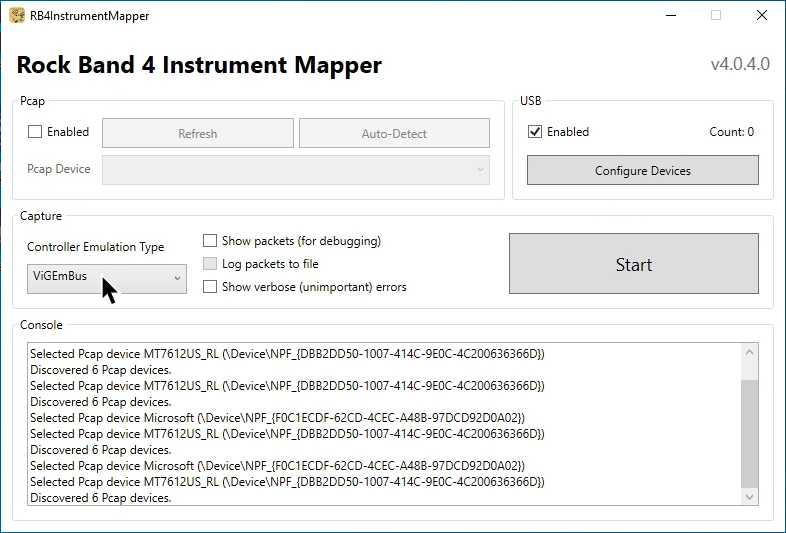 RB4InstrumentMapper
Rock Band 4 Instrument Mapper
v4.0.4.0
Pcap
Enabled
Refresh
Auto-Detect
Pcap Device
USB
Enabled
Count: 0
Configure Devices
Capture
Controller Emulation Type
ViGEmBus
Show packets (for debugging)
Log packets to file
Show verbose (unimportant) errors
Start
Console
Selected Pcap device MT7612US_RL (\Device\NPF_{DBB2DD50-1007-414C-9E0C-4C200636366D})
Discovered 6 Pcap devices.
Selected Pcap device MT7612US_RL (\Device\NPF_{DBB2DD50-1007-414C-9E0C-4C200636366D})
Discovered 6 Pcap devices.
Selected Pcap device Microsoft (\Device\NPF_{F0C1ECDF-62CD-4CEC-A48B-97DCD92D0A02})
Selected Pcap device MT7612US_RL (\Device\NPF_{DBB2DD50-1007-414C-9E0C-4C200636366D})
Discovered 6 Pcap devices.
Selected Pcap device Microsoft (\Device\NPF_{F0C1ECDF-62CD-4CEC-A48B-97DCD92D0A02})
Selected Pcap device MT7612US_RL (\Device\NPF_{DBB2DD50-1007-414C-9E0C-4C200636366D})
Discovered 6 Pcap devices.